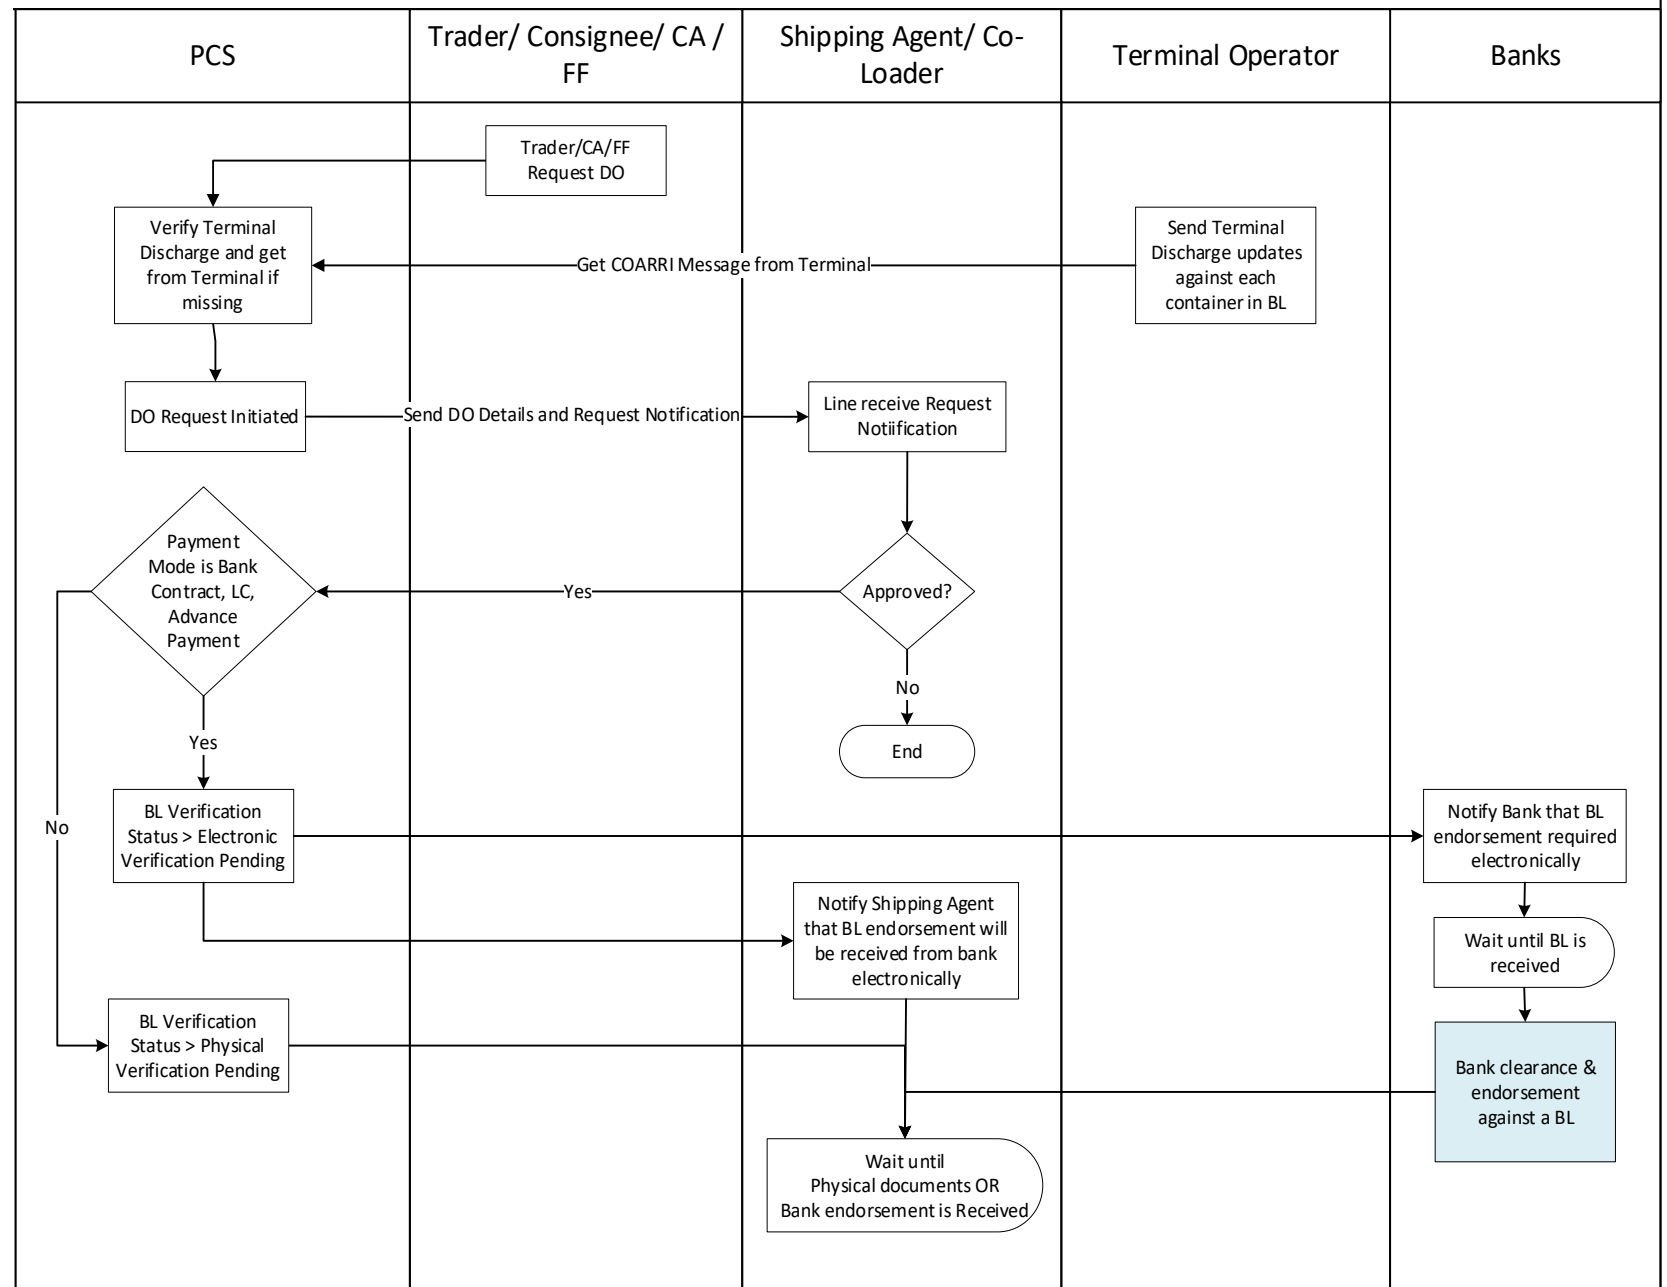 PCS
Trader/ Consignee/ CA /
FF
Shipping Agent/ Co-
Loader
Terminal Operator
Banks
Trader/CA/FF
Request DO
Verify Terminal
Discharge and get
from Terminal if
missing
Get COARRI Message from Terminal
Send Terminal
Discharge updates
against each
container in BL
DO Request Initiated
Send DO Details and Request Notification
Line receive Request
Notiification
Payment
Mode is Bank
Contract, LC,
Advance
Payment
Yes
Approved?
No
End
Yes
No
BL Verification
Status > Electronic
Verification Pending
Notify Bank that BL
endorsement required
electronically
Notify Shipping Agent
that BL endorsement will
be received from bank
electronically
Wait until BL is
received
BL Verification
Status > Physical
Verification Pending
Bank clearance &
endorsement
against a BL
Wait until
Physical documents OR
Bank endorsement is Received